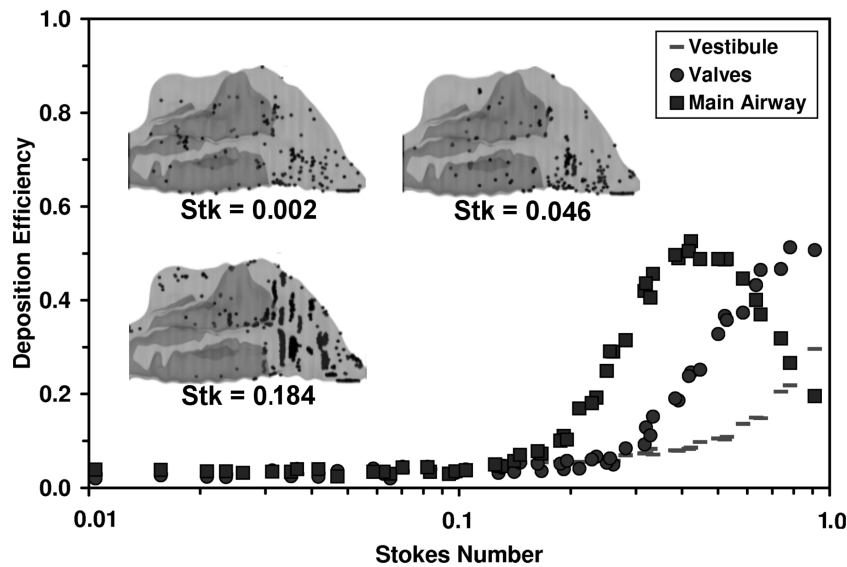 1.0
0.8
0.6
0.4
0.2
0.0
Deposition Efficiency
Vestibule
Valves
Main Airway
Stk = 0.002
Stk = 0.046
Stk = 0.184
0.01
0.1
1.0
Stokes Number